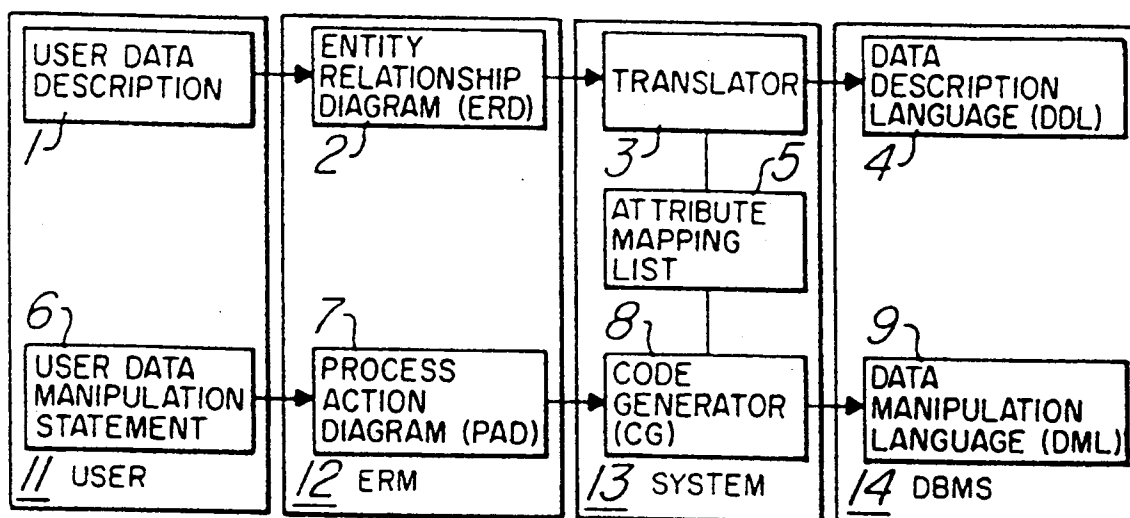 USER DATA
DESCRIPTION
1
ENTITY
RELATIONSHIP
DIAGRAM (ERD)
2
TRANSLATOR
3
DATA
DESCRIPTION
LANGUAGE (DDL)
4
5
ATTRIBUTE
MAPPING
LIST
6
USER DATA
MANIPULATION
STATEMENT
7
PROCESS
ACTION
DIAGRAM (PAD)
8
CODE
GENERATOR
(CG)
9
DATA
MANIPULATION
LANGUAGE (DML)
11 USER
12 ERM
13 SYSTEM
14 DBMS